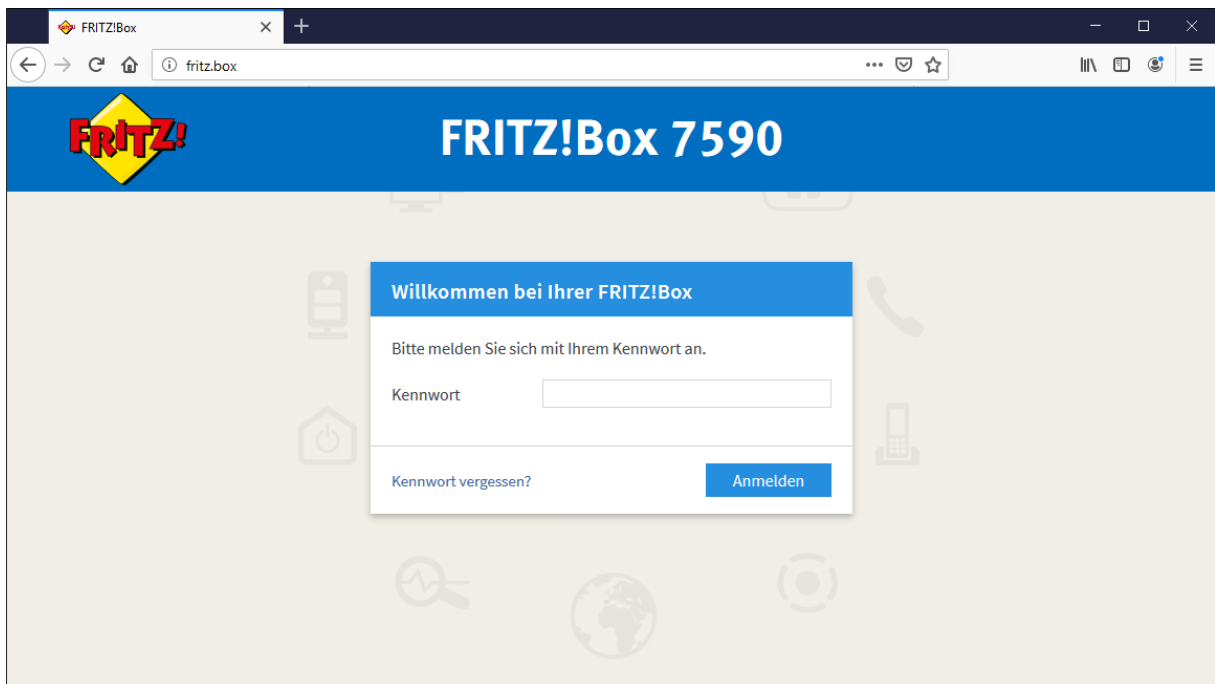 FRITZ!Box
fritz.box
FRITZ!
FRITZ!Box 7590
Willkommen bei Ihrer FRITZ!Box
Bitte melden Sie sich mit Ihrem Kennwort an.
Kennwort
Kennwort vergessen?
Anmelden